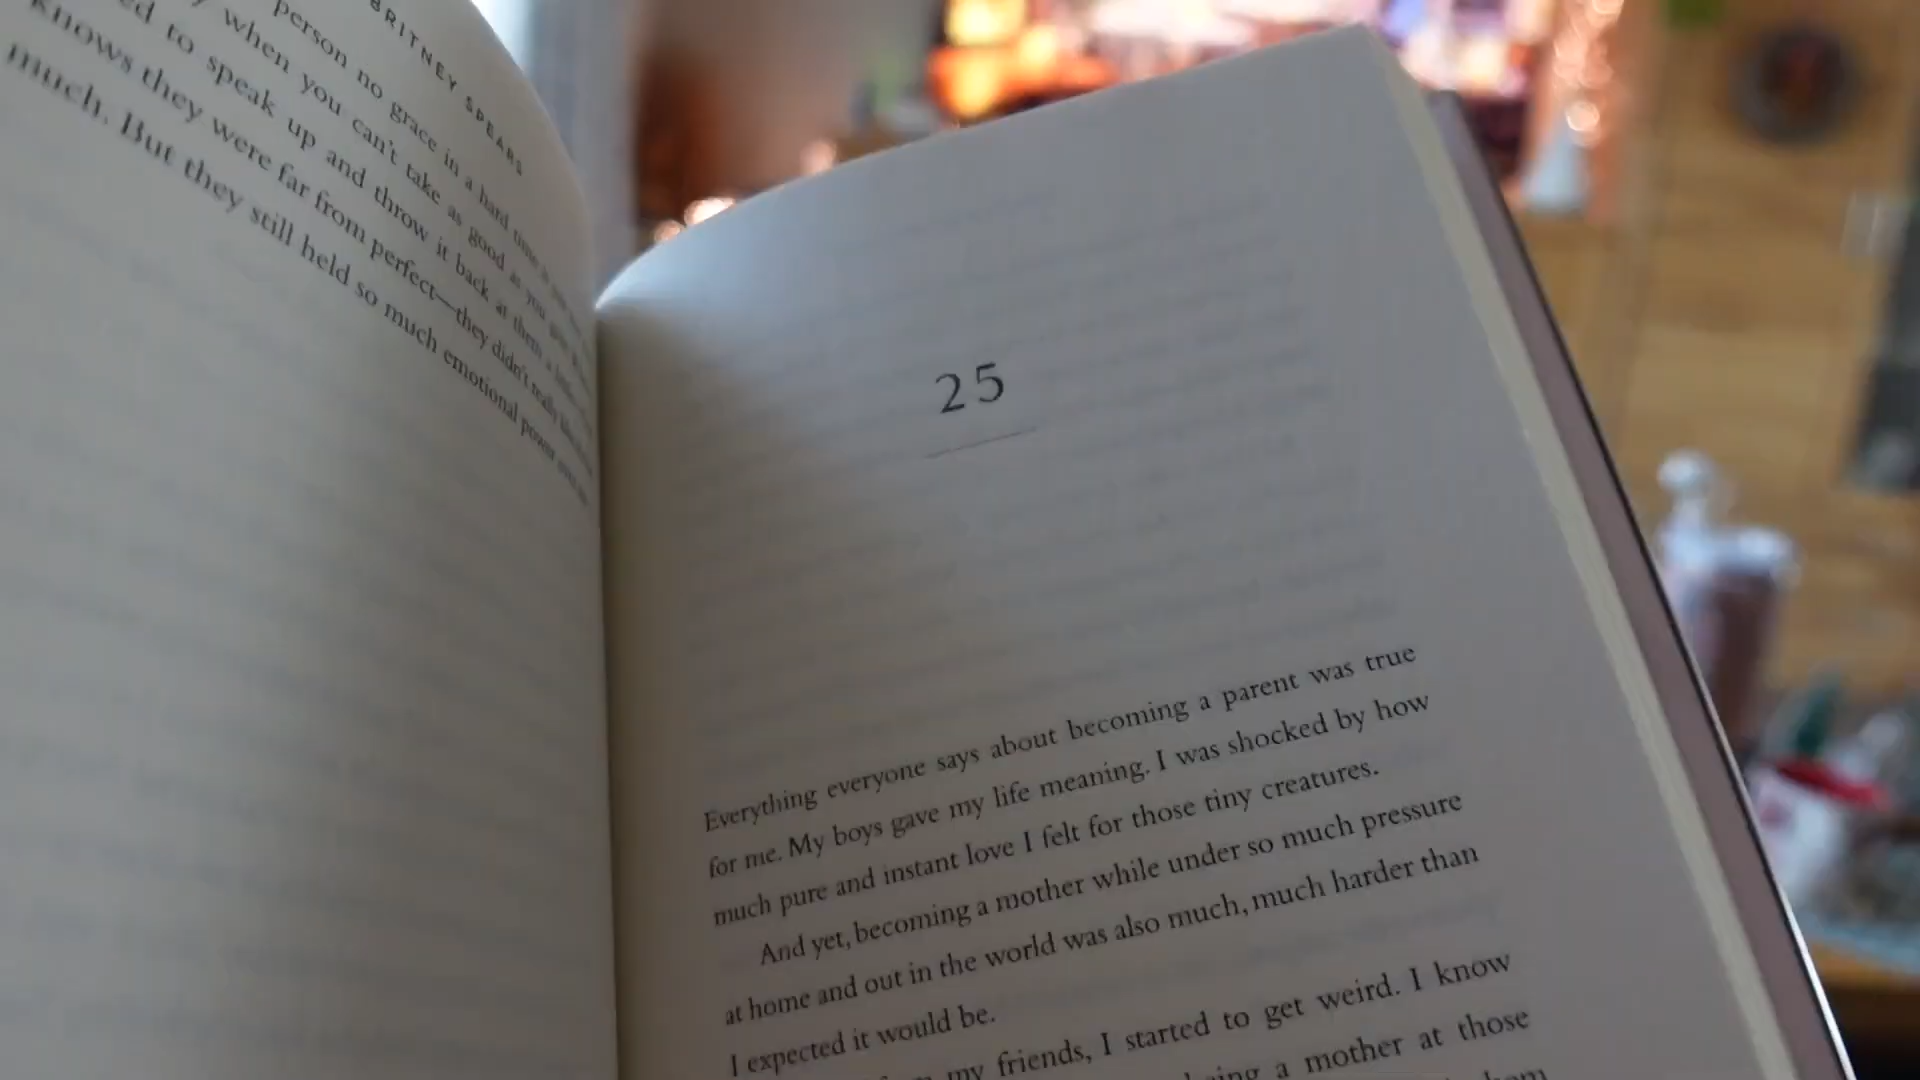 BRITNEY SPEARS
person no grace in a hard time
when you can't take as good as you
ed to speak up and throw it back at them a
knows they were far from perfect—they didn't really
much. But they still held so much emotional power
25
Everything everyone says about becoming a parent was true
for me. My boys gave my life meaning. I was shocked by how
much pure and instant love I felt for those tiny creatures.
And yet, becoming a mother while under so much pressure
at home and out in the world was also much, much harder than
I expected it would be.
my friends, I started to get weird. I know
being a mother at those